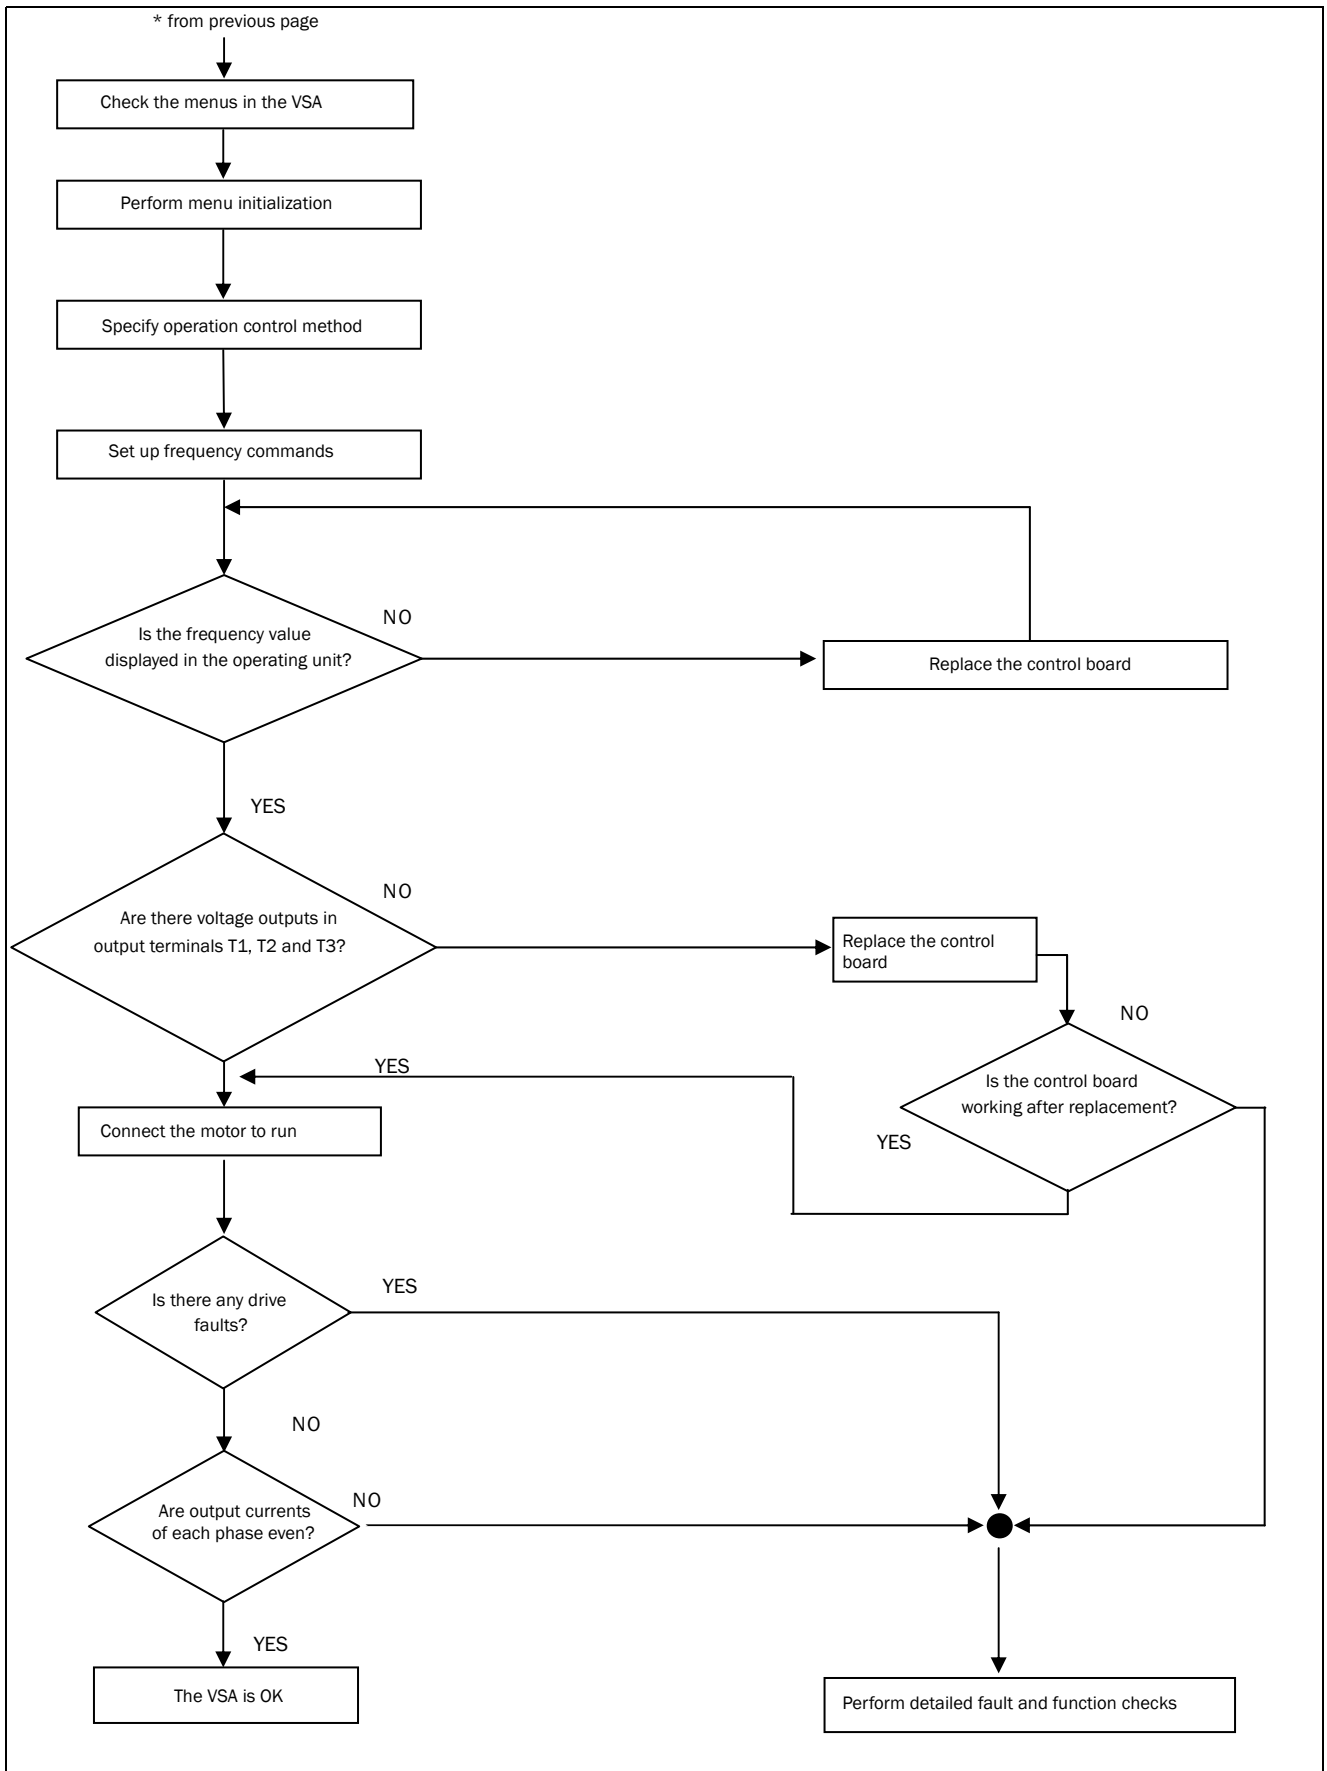 * from previous page
Check the menus in the VSA
Perform menu initialization
Specify operation control method
Set up frequency commands
NO
Is the frequency value
displayed in the operating unit?
Replace the control board
YES
NO
Are there voltage outputs in
output terminals T1, T2 and T3?
Replace the control
board
NO
YES
Is the control board
working after replacement?
YES
Connect the motor to run
YES
Is there any drive
faults?
NO
NO
Are output currents
of each phase even?
YES
The VSA is OK
Perform detailed fault and function checks